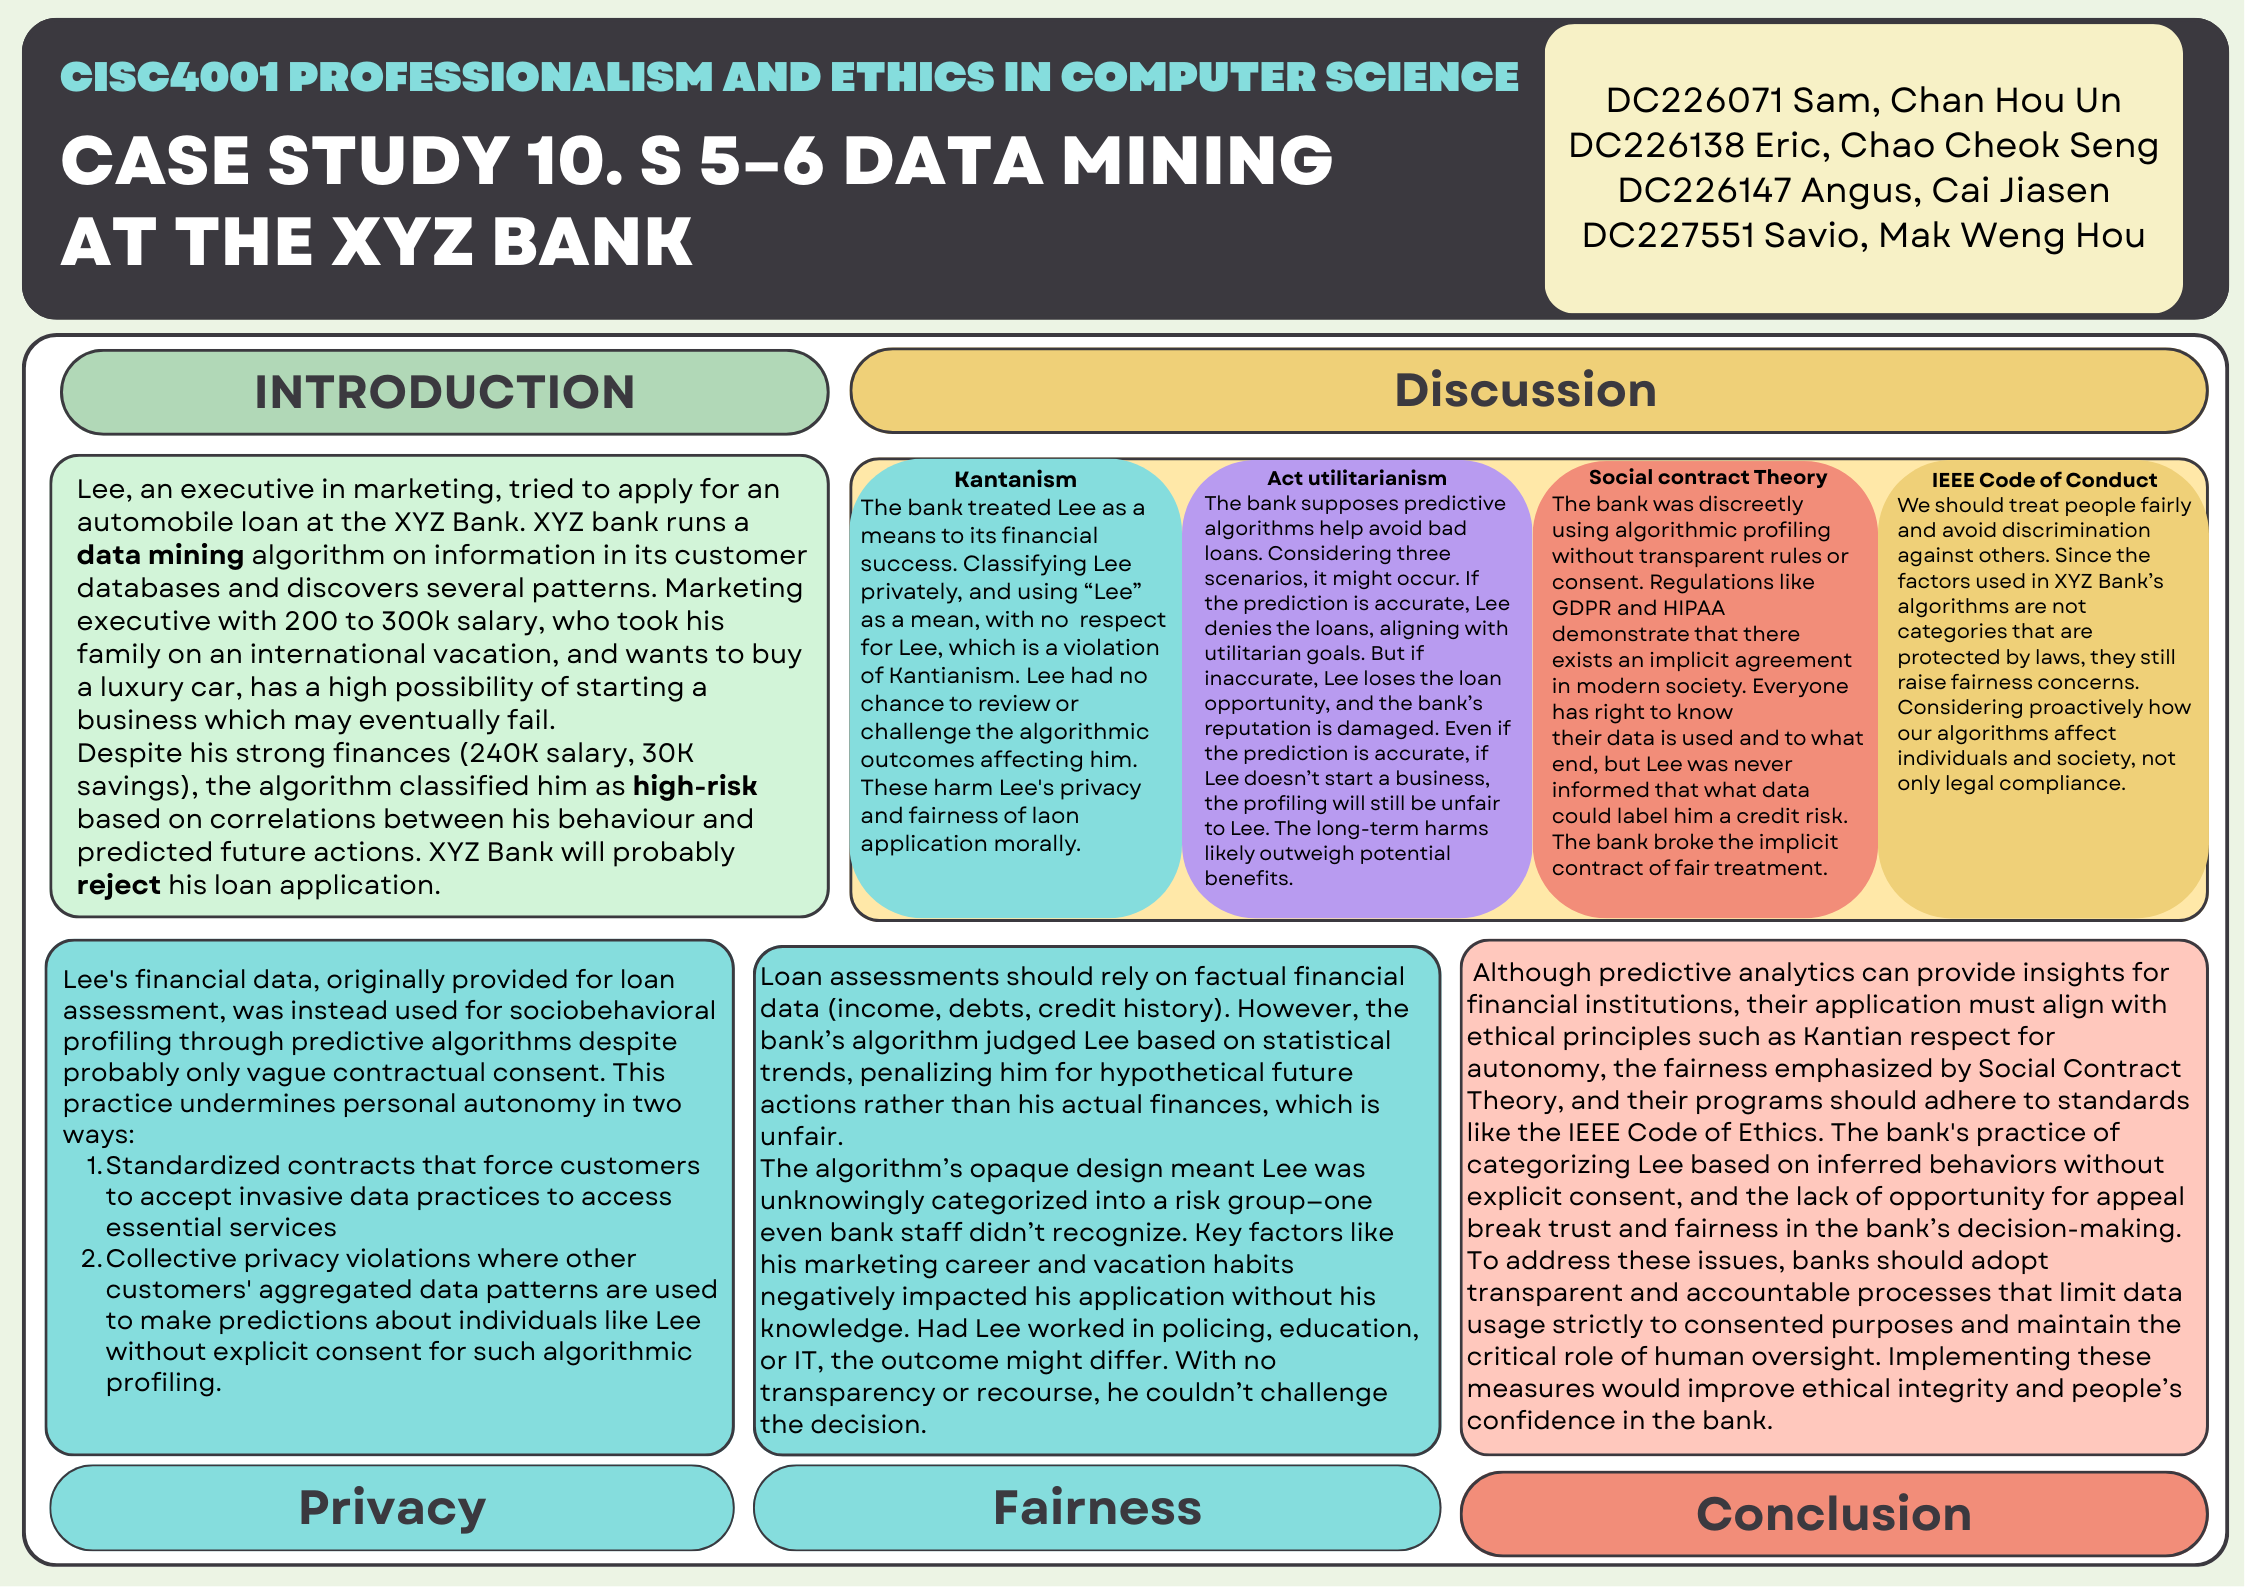 CISC4001 PROFESSIONALISM AND ETHICS IN COMPUTER SCIENCE
CASE STUDY 10. S 5–6 DATA MINING
AT THE XYZ BANK
DC226071 Sam, Chan Hou Un
DC226138 Eric, Chao Cheok Seng
DC226147 Angus, Cai Jiasen
DC227551 Savio, Mak Weng Hou
INTRODUCTION
Lee, an executive in marketing, tried to apply for an
automobile loan at the XYZ Bank. XYZ bank runs a
data mining algorithm on information in its customer
databases and discovers several patterns. Marketing
executive with 200 to 300k salary, who took his
family on an international vacation, and wants to buy
a luxury car, has a high possibility of starting a
business which may eventually fail.
Despite his strong finances (240K salary, 30K
savings), the algorithm classified him as high-risk
based on correlations between his behaviour and
predicted future actions. XYZ Bank will probably
reject his loan application.
Discussion
Kantanism
The bank treated Lee as a
means to its financial
success. Classifying Lee
privately, and using “Lee”
as a mean, with no  respect
for Lee, which is a violation
of Kantianism. Lee had no
chance to review or
challenge the algorithmic
outcomes affecting him.
These harm Lee's privacy
and fairness of laon
application morally.
Act utilitarianism
The bank supposes predictive
algorithms help avoid bad
loans. Considering three
scenarios, it might occur. If
the prediction is accurate, Lee
denies the loans, aligning with
utilitarian goals. But if
inaccurate, Lee loses the loan
opportunity, and the bank’s
reputation is damaged. Even if
the prediction is accurate, if
Lee doesn’t start a business,
the profiling will still be unfair
to Lee. The long-term harms
likely outweigh potential
benefits.
Social contract Theory
The bank was discreetly
using algorithmic profiling
without transparent rules or
consent. Regulations like
GDPR and HIPAA
demonstrate that there
exists an implicit agreement
in modern society. Everyone
has right to know
their data is used and to what
end, but Lee was never
informed that what data
could label him a credit risk.
The bank broke the implicit
contract of fair treatment.
IEEE Code of Conduct
We should treat people fairly
and avoid discrimination
against others. Since the
factors used in XYZ Bank’s
algorithms are not
categories that are
protected by laws, they still
raise fairness concerns.
Considering proactively how
our algorithms affect
individuals and society, not
only legal compliance.
Lee's financial data, originally provided for loan
assessment, was instead used for sociobehavioral
profiling through predictive algorithms despite
probably only vague contractual consent. This
practice undermines personal autonomy in two
ways:
1. Standardized contracts that force customers
to accept invasive data practices to access
essential services
2. Collective privacy violations where other
customers' aggregated data patterns are used
to make predictions about individuals like Lee
without explicit consent for such algorithmic
profiling.
Privacy
Loan assessments should rely on factual financial
data (income, debts, credit history). However, the
bank’s algorithm judged Lee based on statistical
trends, penalizing him for hypothetical future
actions rather than his actual finances, which is
unfair.
The algorithm’s opaque design meant Lee was
unknowingly categorized into a risk group—one
even bank staff didn’t recognize. Key factors like
his marketing career and vacation habits
negatively impacted his application without his
knowledge. Had Lee worked in policing, education,
or IT, the outcome might differ. With no
transparency or recourse, he couldn’t challenge
the decision.
Fairness
Although predictive analytics can provide insights for
financial institutions, their application must align with
ethical principles such as Kantian respect for
autonomy, the fairness emphasized by Social Contract
Theory, and their programs should adhere to standards
like the IEEE Code of Ethics. The bank's practice of
categorizing Lee based on inferred behaviors without
explicit consent, and the lack of opportunity for appeal
break trust and fairness in the bank’s decision-making.
To address these issues, banks should adopt
transparent and accountable processes that limit data
usage strictly to consented purposes and maintain the
critical role of human oversight. Implementing these
measures would improve ethical integrity and people’s
confidence in the bank.
Conclusion